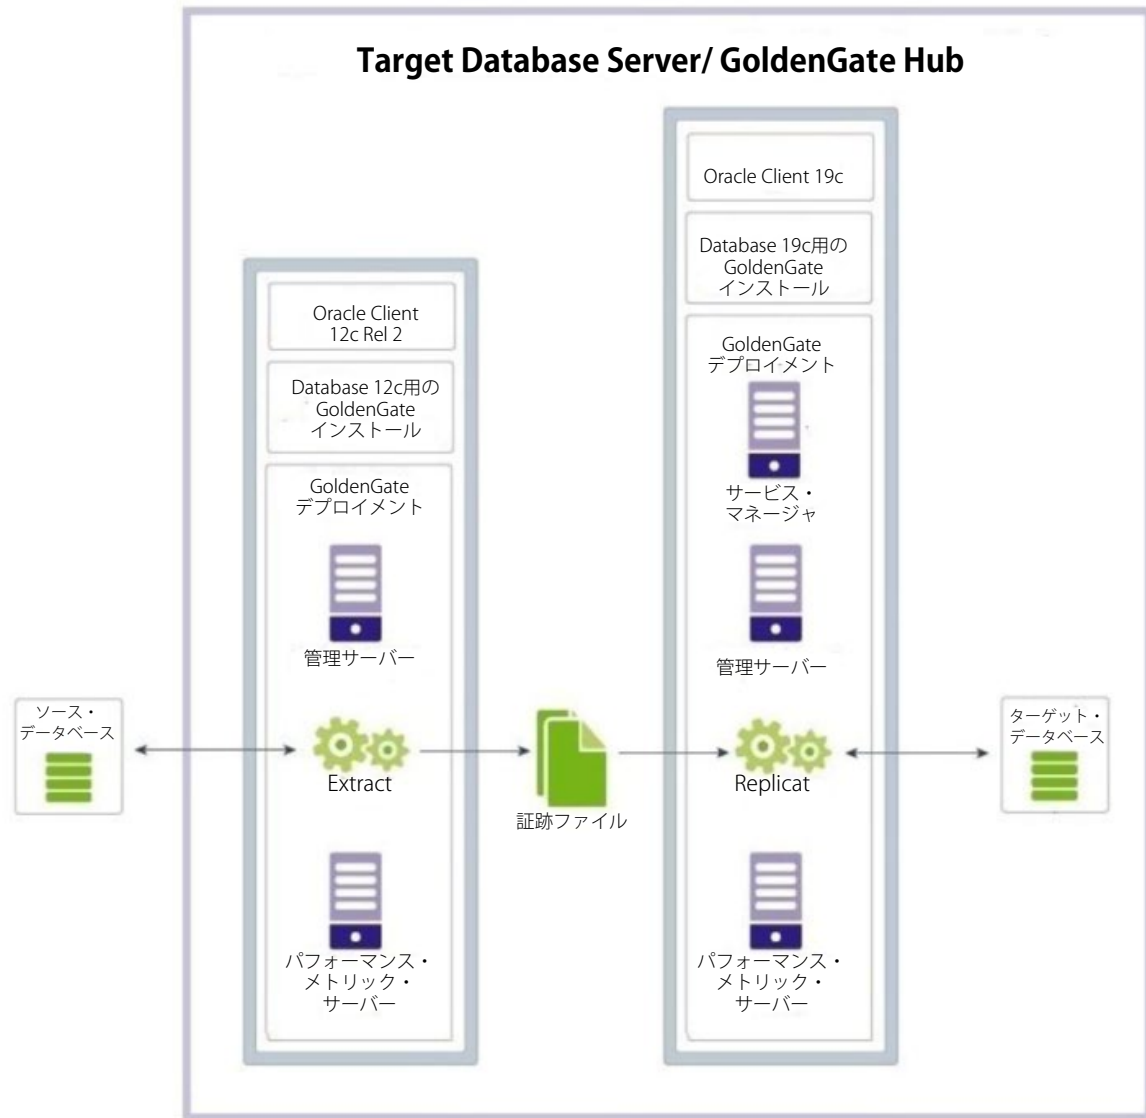 Target Database Server/ GoldenGate Hub
Oracle Client
12c Rel 2
Database 12c用の
GoldenGate
インストール
GoldenGate
デプロイメント
管理サーバー
Extract
パフォーマンス・
メトリック・
サーバー
Oracle Client 19c
Database 19c用の
GoldenGate
インストール
GoldenGate
デプロイメント
サービス・
マネージャ
管理サーバー
Replicat
パフォーマンス・
メトリック・
サーバー
ソース・
データベース
証跡ファイル
ターゲット・
データベース